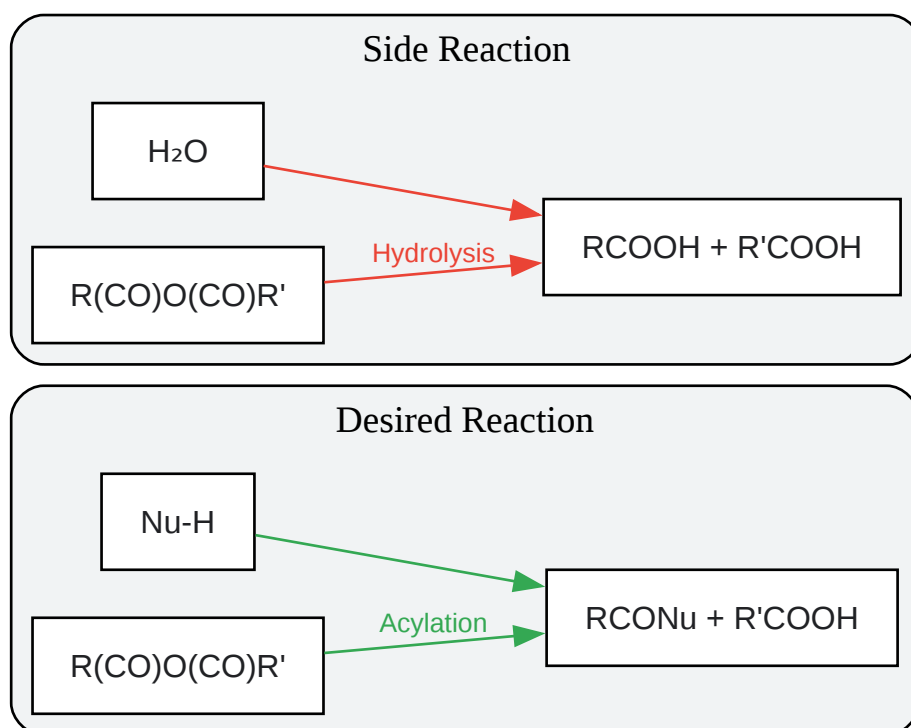 Side Reaction
H₂O
Hydrolysis
R(CO)O(CO)R'
RCOOH + R'COOH
Desired Reaction
Nu-H
Acylation
R(CO)O(CO)R'
RCONu + R'COOH